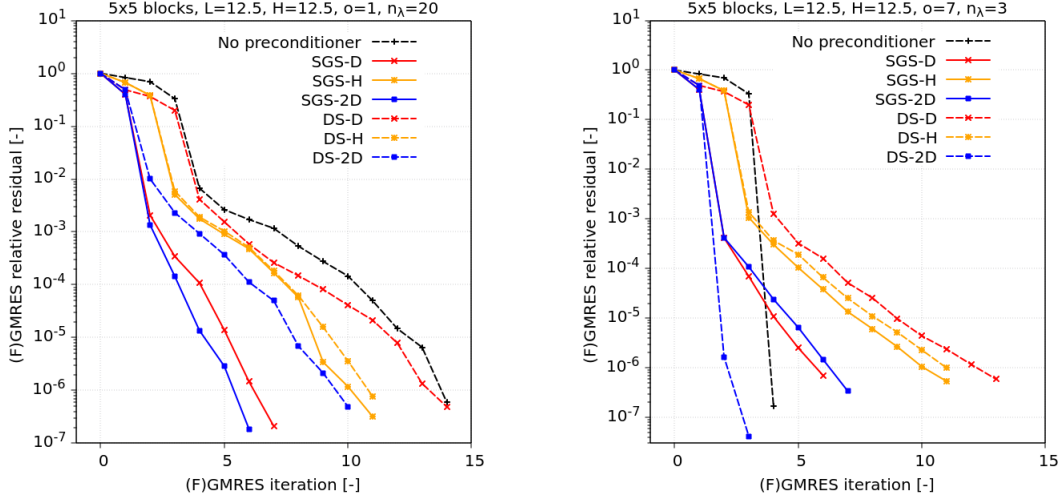 5x5 blocks, L=12.5, H=12.5, o=1, nλ=20
10^1
10^0
10^-1
10^-2
10^-3
10^-4
10^-5
10^-6
10^-7
(F)GMRES relative residual [-]
No preconditioner
SGS-D
SGS-H
SGS-2D
DS-D
DS-H
DS-2D
0 5 10 15
(F)GMRES iteration [-]
5x5 blocks, L=12.5, H=12.5, o=7, nλ=3
10^1
10^0
10^-1
10^-2
10^-3
10^-4
10^-5
10^-6
10^-7
(F)GMRES relative residual [-]
No preconditioner
SGS-D
SGS-H
SGS-2D
DS-D
DS-H
DS-2D
0 5 10 15
(F)GMRES iteration [-]